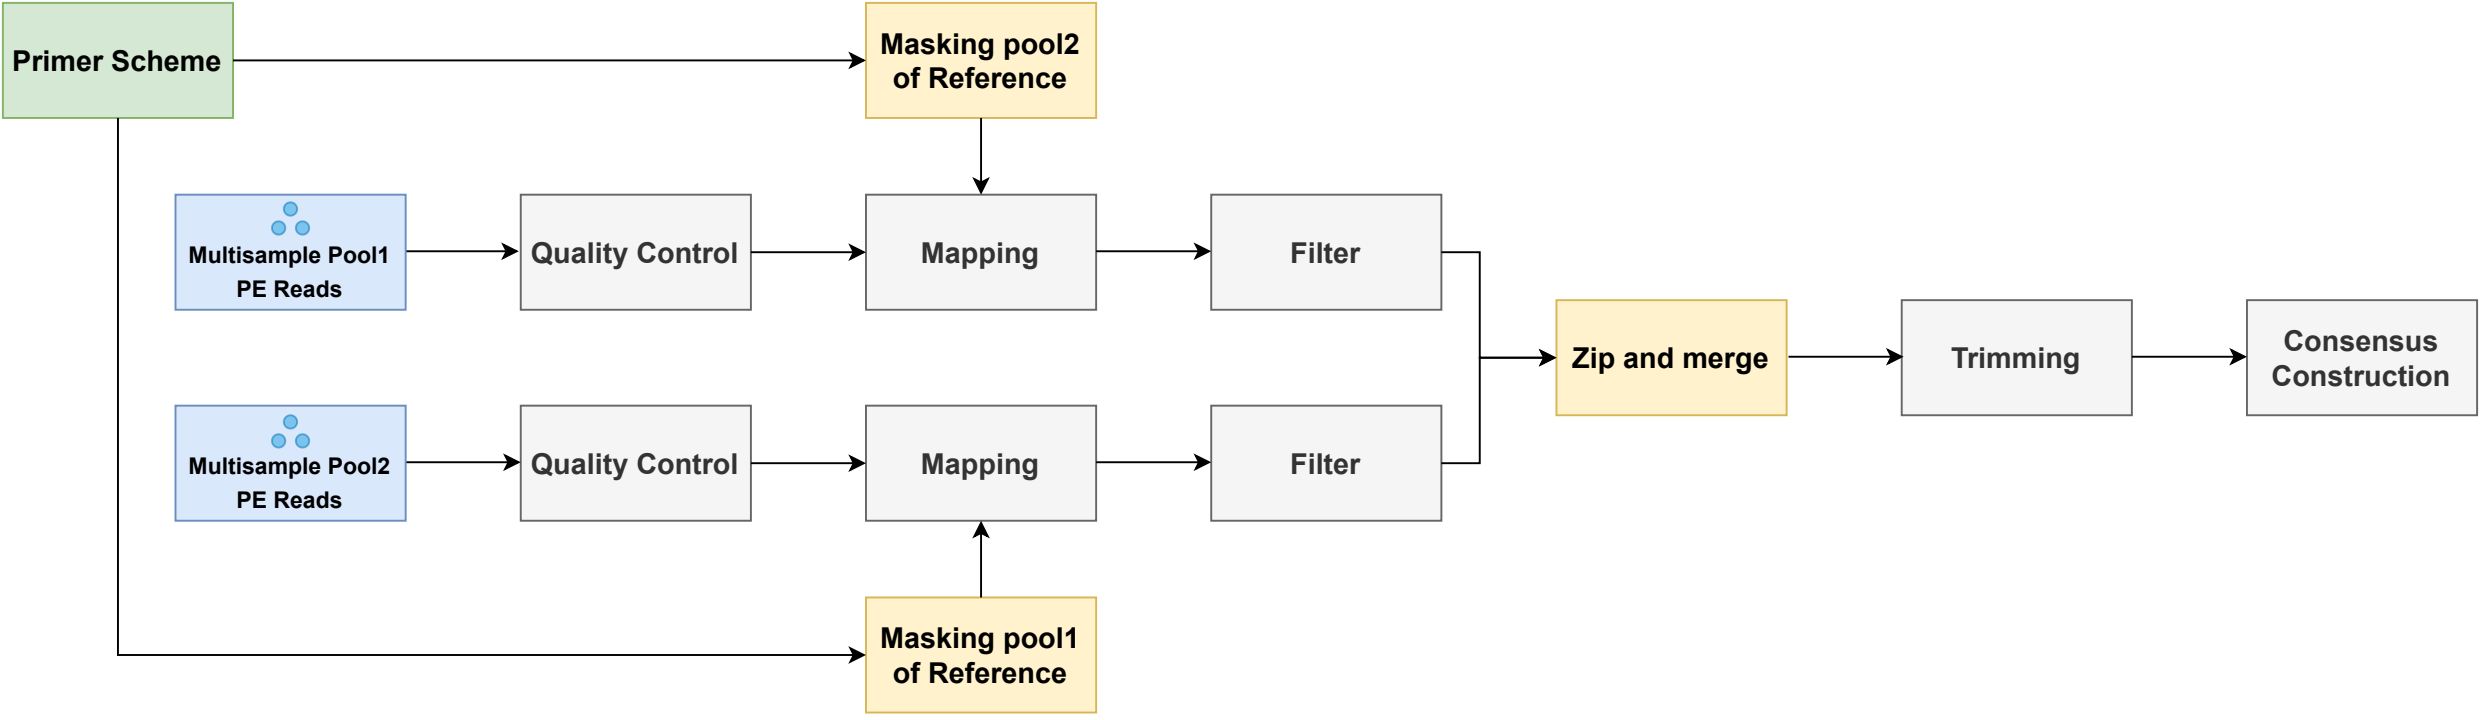 Primer Scheme
Masking pool2
of Reference
Multisample Pool1
PE Reads
Quality Control
Mapping
Filter
Zip and merge
Trimming
Consensus
Construction
Multisample Pool2
PE Reads
Quality Control
Mapping
Filter
Masking pool1
of Reference